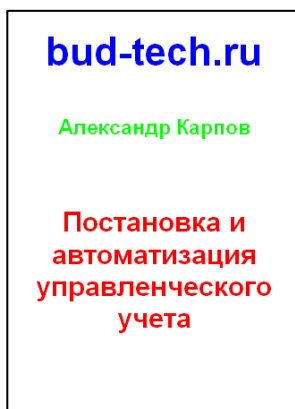 bud-tech.ru
Александр Карпов
Постановка и
автоматизация
управленческого
учета